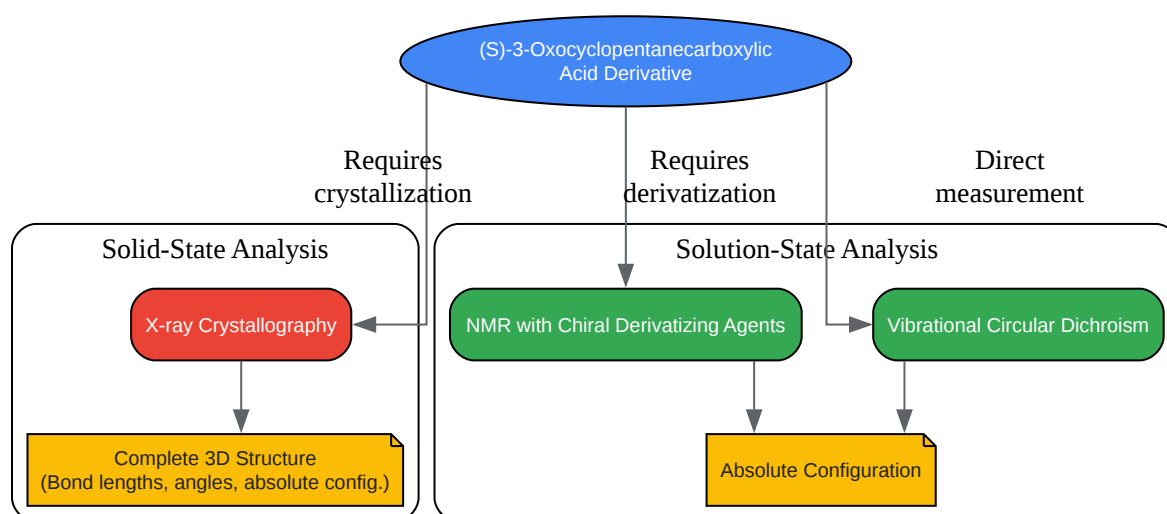 (S)-3-Oxocyclopentanecarboxylic
Acid Derivative
Requires
crystallization
Requires
derivatization
Direct
measurement
Solid-State Analysis
Solution-State Analysis
X-ray Crystallography
NMR with Chiral Derivatizing Agents
Vibrational Circular Dichroism
Complete 3D Structure
(Bond lengths, angles, absolute config.)
Absolute Configuration